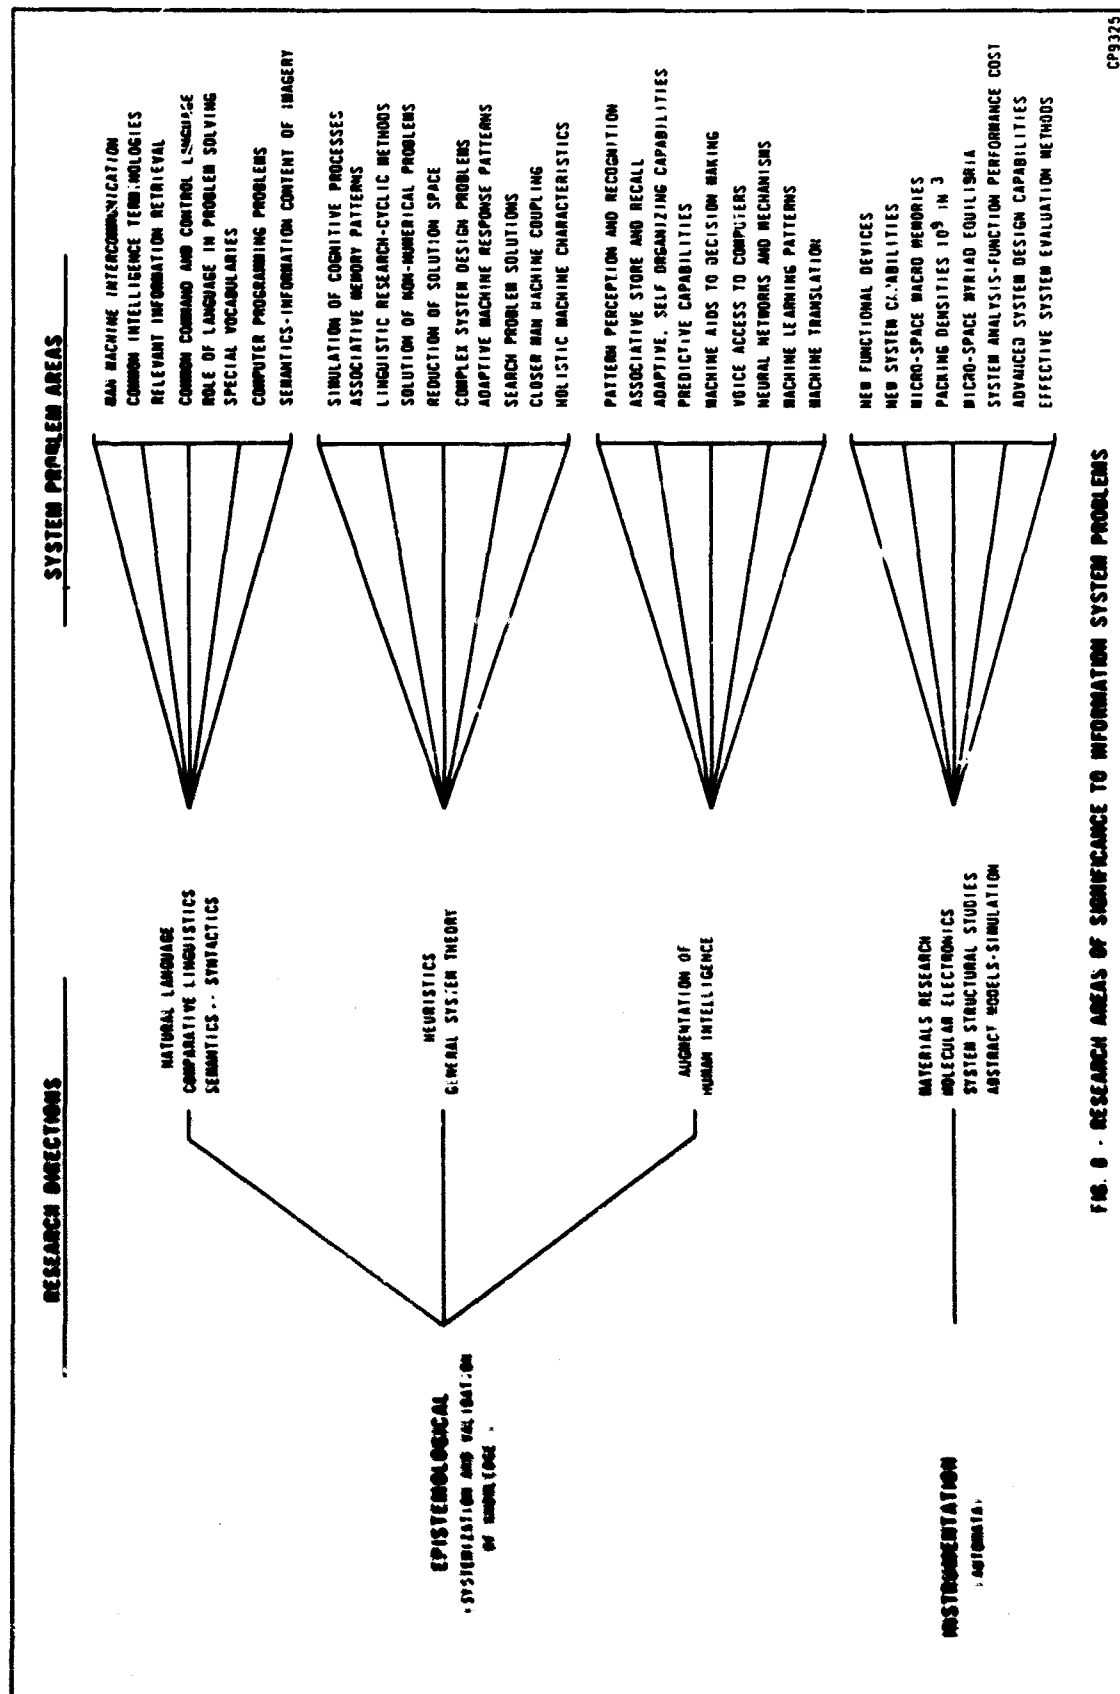 RESEARCH DIRECTIONS
SYSTEM PROBLEM AREAS
EPISTEMOLOGICAL
(SYSTEMIZATION AND VALIDATION
OF KNOWLEDGE)
NATURAL LANGUAGE
COMPARATIVE LINGUISTICS
SEMANTICS - SYNTACTICS
MAN MACHINE INTERCOMMUNICATION
COMMON INTELLIGENCE TERMINOLOGIES
RELEVANT INFORMATION RETRIEVAL
COMMON COMMAND AND CONTROL LANGUAGE
ROLE OF LANGUAGE IN PROBLEM SOLVING
SPECIAL VOCABULARIES
COMPUTER PROGRAMMING PROBLEMS
SEMANTICS-INFORMATION CONTENT OF IMAGERY
HEURISTICS
GENERAL SYSTEM THEORY
SIMULATION OF COGNITIVE PROCESSES
ASSOCIATIVE MEMORY PATTERNS
LINGUISTIC RESEARCH-CYCLIC METHODS
SOLUTION OF NON-NUMERICAL PROBLEMS
REDUCTION OF SOLUTION SPACE
COMPLEX SYSTEM DESIGN PROBLEMS
ADAPTIVE MACHINE RESPONSE PATTERNS
SEARCH PROBLEM SOLUTIONS
CLOSER MAN MACHINE COUPLING
HOLISTIC MACHINE CHARACTERISTICS
AUGMENTATION OF
HUMAN INTELLIGENCE
PATTERN PERCEPTION AND RECOGNITION
ASSOCIATIVE STORE AND RECALL
ADAPTIVE, SELF ORGANIZING CAPABILITIES
PREDICTIVE CAPABILITIES
MACHINE AIDS TO DECISION MAKING
VOICE ACCESS TO COMPUTERS
NEURAL NETWORKS AND MECHANISMS
MACHINE LEARNING PATTERNS
MACHINE TRANSLATION
INSTRUMENTATION
(AUTOMATA)
MATERIALS RESEARCH
MOLECULAR ELECTRONICS
SYSTEM STRUCTURAL STUDIES
ABSTRACT MODELS-SIMULATION
NEW FUNCTIONAL DEVICES
NEW SYSTEM CAPABILITIES
MICRO-SPACE MACRO MEMORIES
PACKING DENSITIES 10⁹ IN 3
MICRO-SPACE MYRIAD EQUILIBRIA
SYSTEM ANALYSIS-FUNCTION PERFORMANCE COST
ADVANCED SYSTEM DESIGN CAPABILITIES
EFFECTIVE SYSTEM EVALUATION METHODS
FIG. 8 - RESEARCH AREAS OF SIGNIFICANCE TO INFORMATION SYSTEM PROBLEMS
CP9325